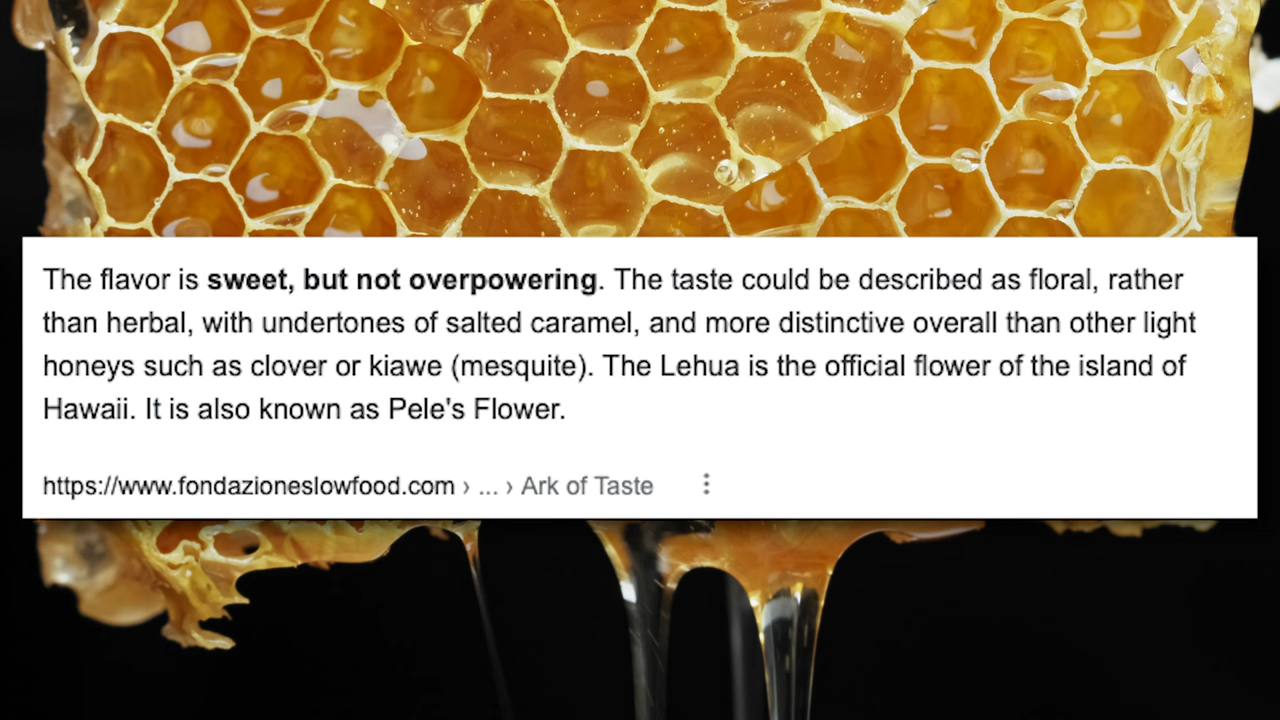 The flavor is sweet, but not overpowering. The taste could be described as floral, rather
than herbal, with undertones of salted caramel, and more distinctive overall than other light
honeys such as clover or kiawe (mesquite). The Lehua is the official flower of the island of
Hawaii. It is also known as Pele's Flower.
https://www.fondazioneslowfood.com › ... › Ark of Taste